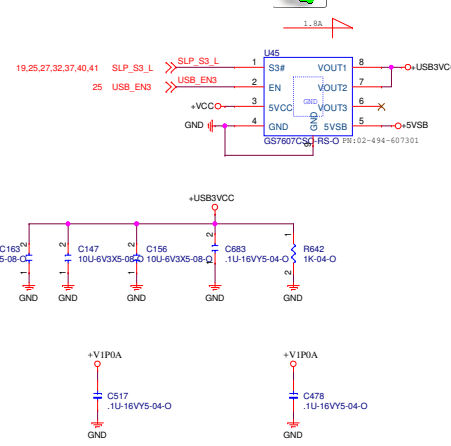 1.8A
U45
19,25,27,32,37,40,41 SLP_S3_L SLP_S3_L 1 S3# VOUT1 8 +USB3VC
25 USB_EN3 USB_EN3 2 EN VOUT2 7
+VCC 3 5VCC GND VOUT3 6
GND 4 GND GND 5VSB 5 +5VSB
9
GS7607CSO-RS-O PN:02-494-607301
+USB3VCC
2 2 2 2 1
C163 C147 C156 C683 R642
5-08-O 10U-6V3X5-08-O 10U-6V3X5-08-O .1U-16VY5-04-O 1K-04-O
1 1 1 1 2
GND GND GND GND GND
+V1P0A +V1P0A
C517 C478
.1U-16VY5-04-O .1U-16VY5-04-O
GND GND